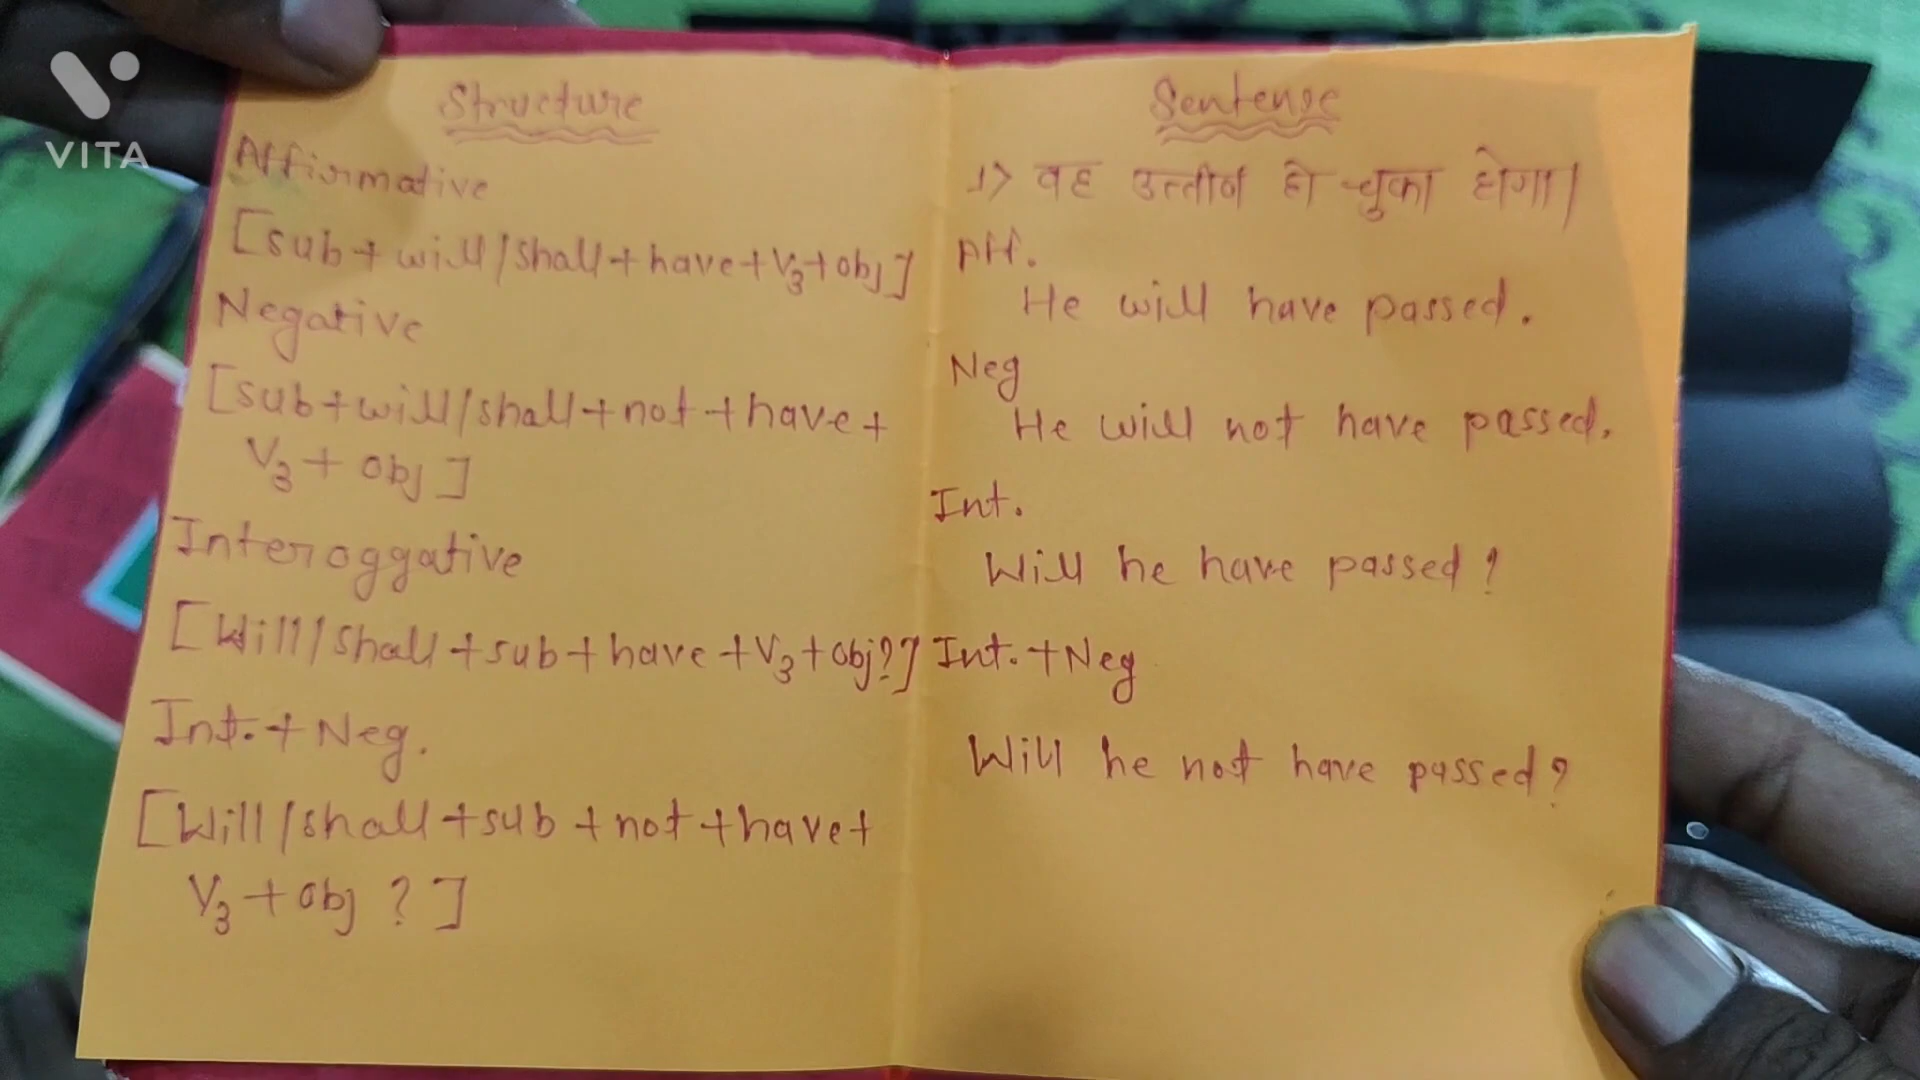 VITA
Structure
Affirmative
[sub+will/shall+have+V3+obj]
Negative
[sub+will/shall+not+have+
V3+obj]
Interoggative
[Will/shall+sub+have+V3+obj?]
Int.+Neg.
[Will/shall+sub+not+have+
V3+obj ?]
Sentense
1> वह उत्तीर्ण हो चुका होगा।
Aff.
He will have passed.
Neg
He will not have passed.
Int.
Will he have passed?
Int.+Neg
Will he not have passed?